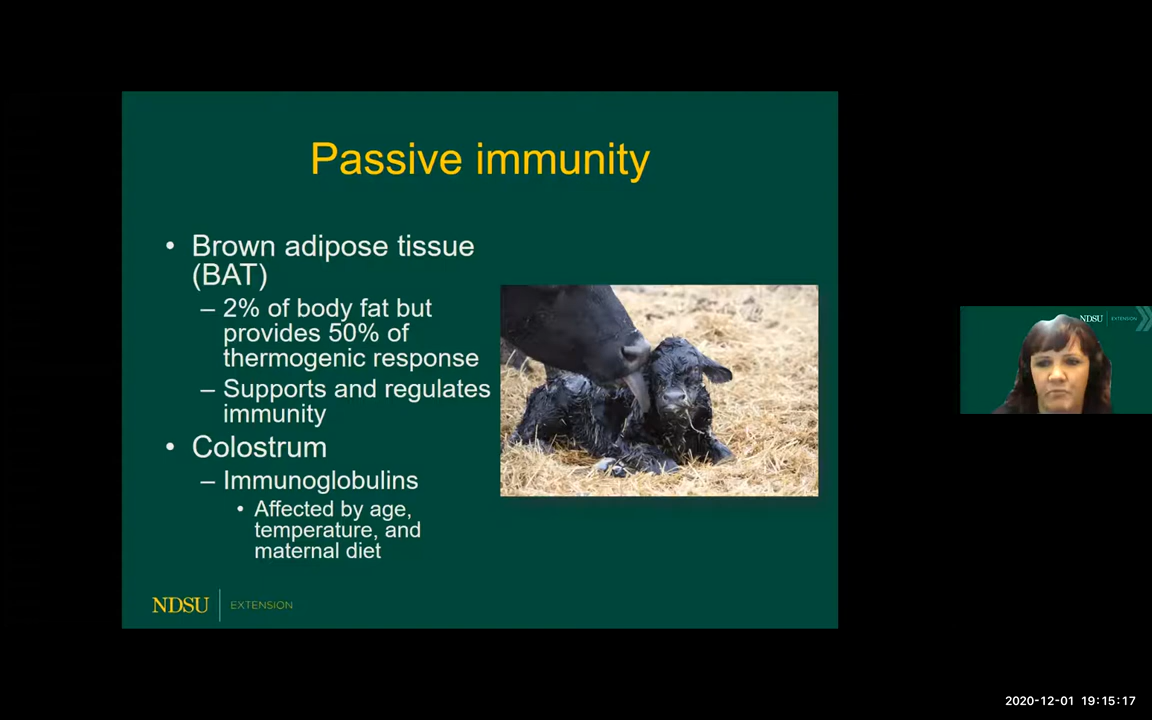 Passive immunity
• Brown adipose tissue
(BAT)
– 2% of body fat but
provides 50% of
thermogenic response
– Supports and regulates
immunity
• Colostrum
– Immunoglobulins
• Affected by age,
temperature, and
maternal diet
NDSU EXTENSION
NDSU EXTENSION
2020-12-01 19:15:17